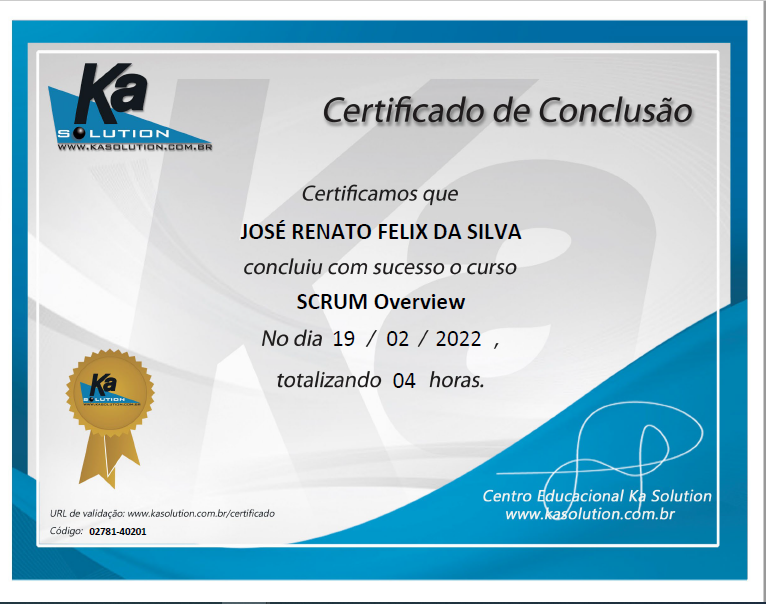 Ka
SOLUTION
WWW.KASOLUTION.COM.BR
Certificado de Conclusão
Certificamos que
JOSÉ RENATO FELIX DA SILVA
concluiu com sucesso o curso
SCRUM Overview
No dia 19 / 02 / 2022 ,
totalizando 04 horas.
Ka
SOLUTION
Centro Educacional Ka Solution
www.kasolution.com.br
URL de validação: www.kasolution.com.br/certificado
Código: 02781-40201